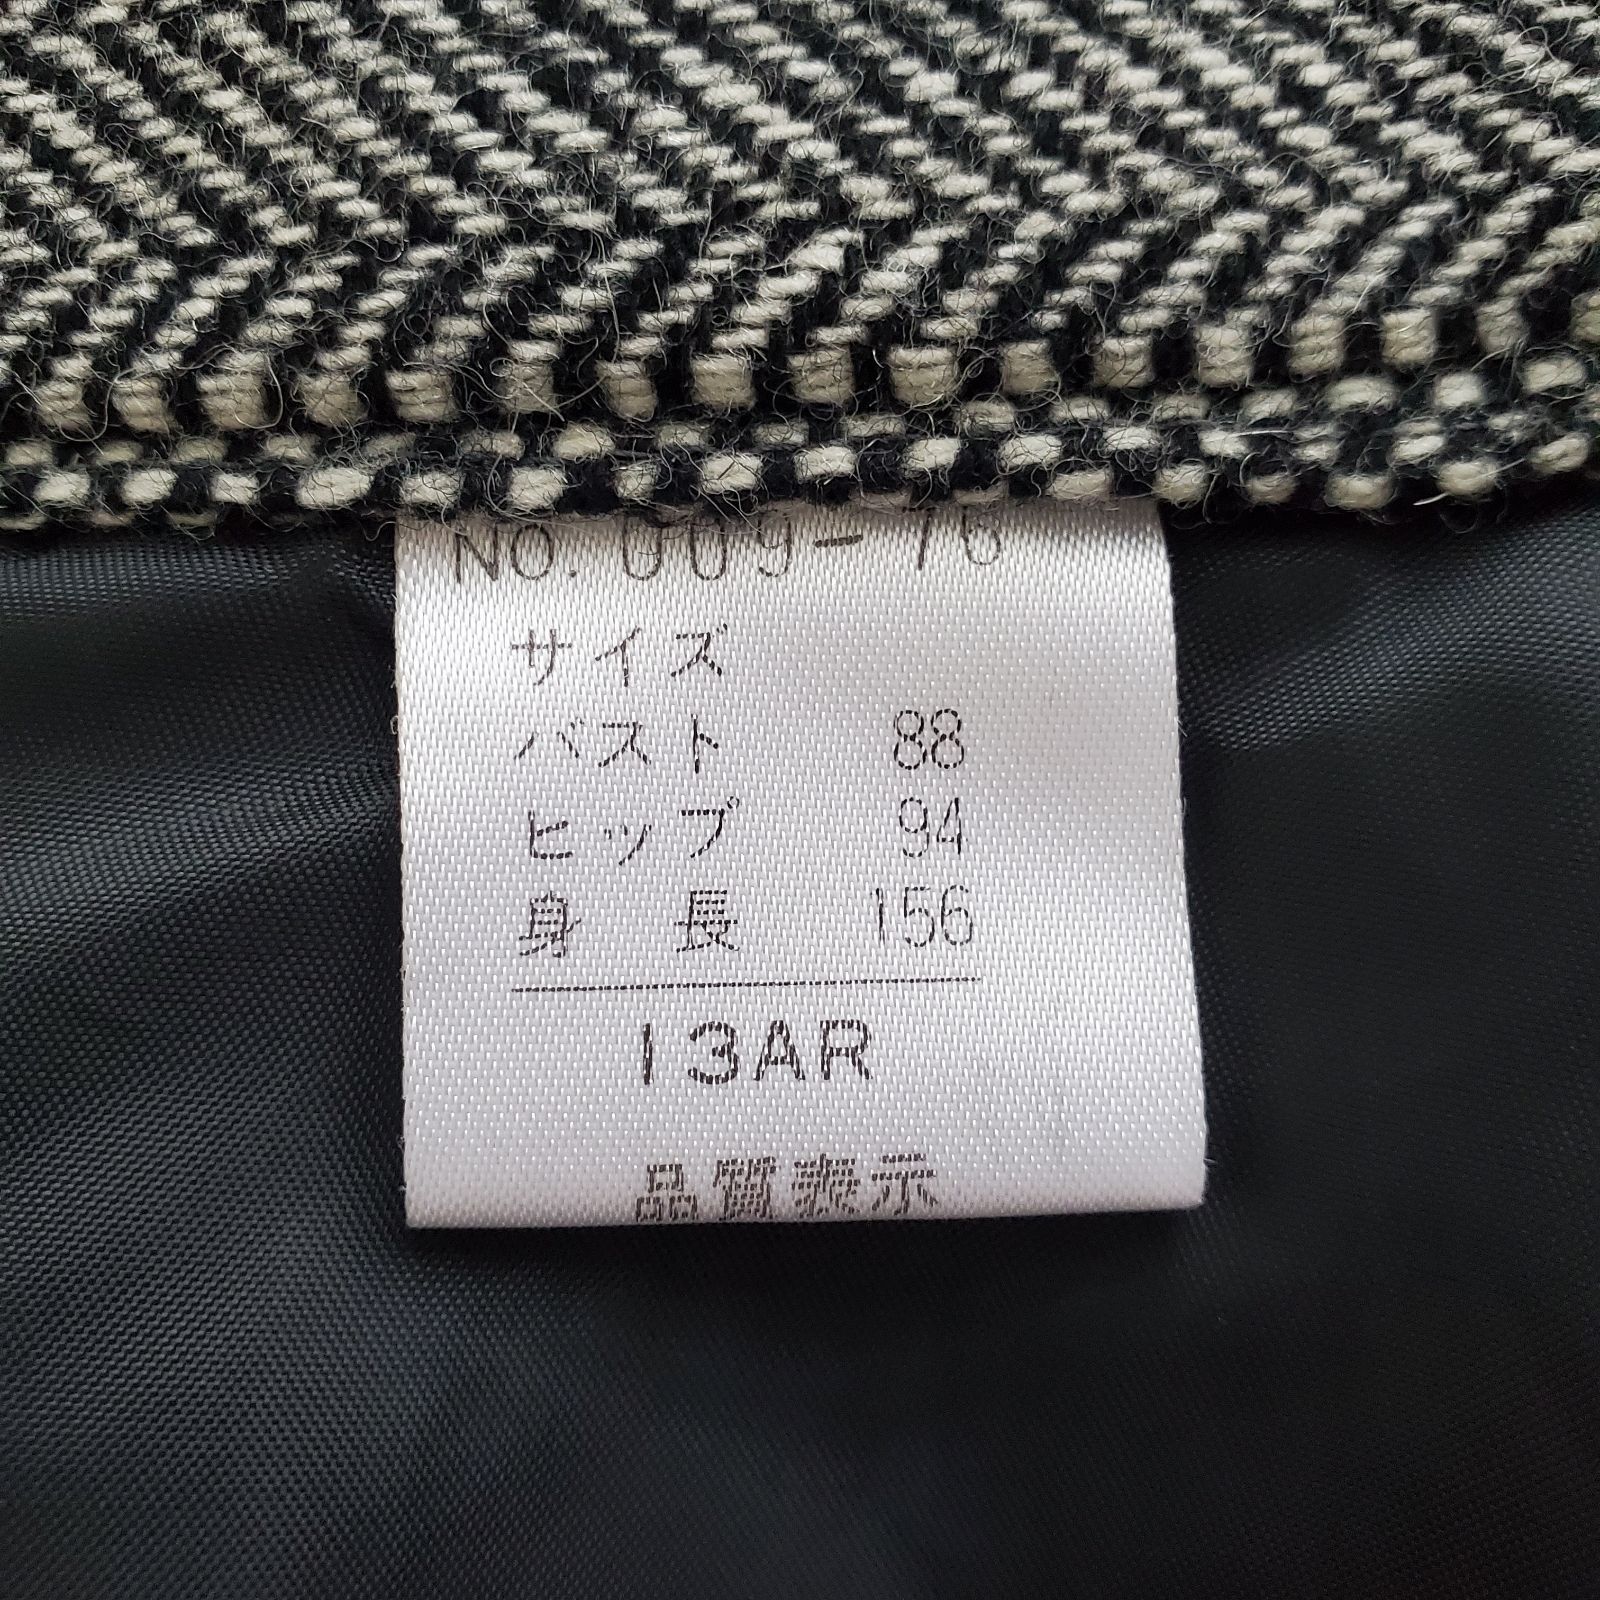 No. 009-76
サイズ
バスト 88
ヒップ 94
身長 156
13AR
品質表示